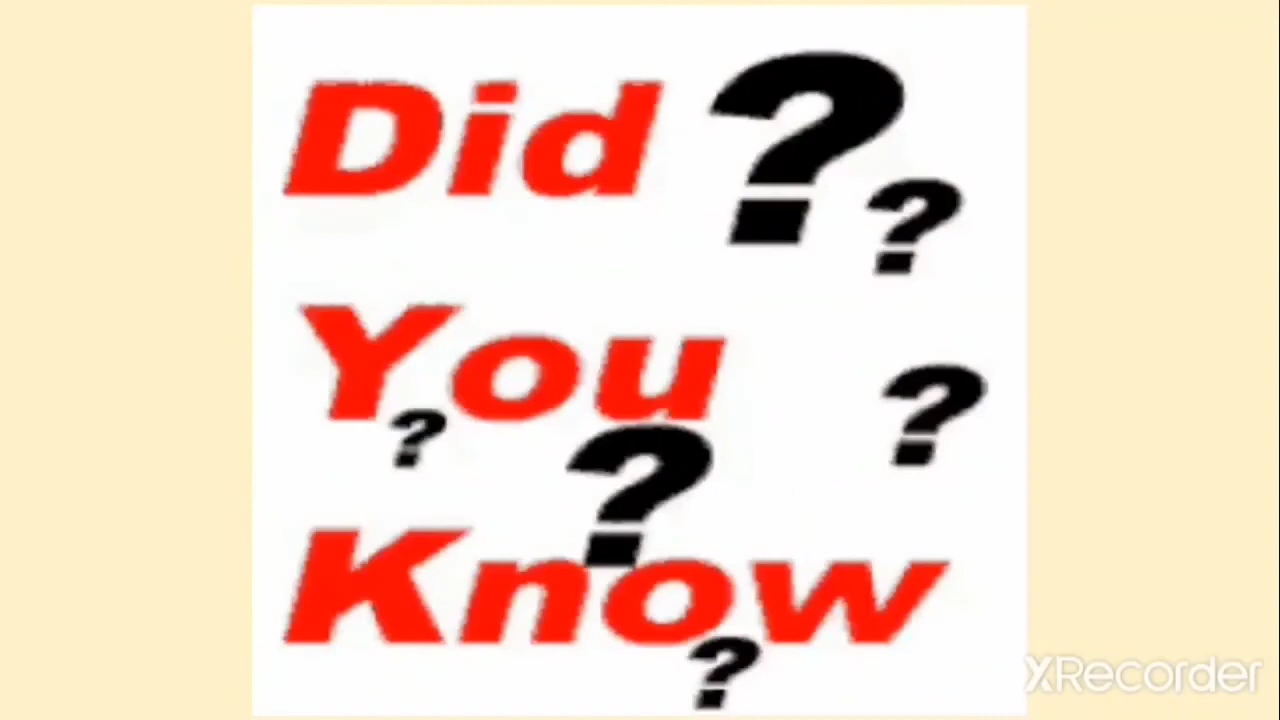 Did ? ?
You ?
? ?
Know
?
XRecorder